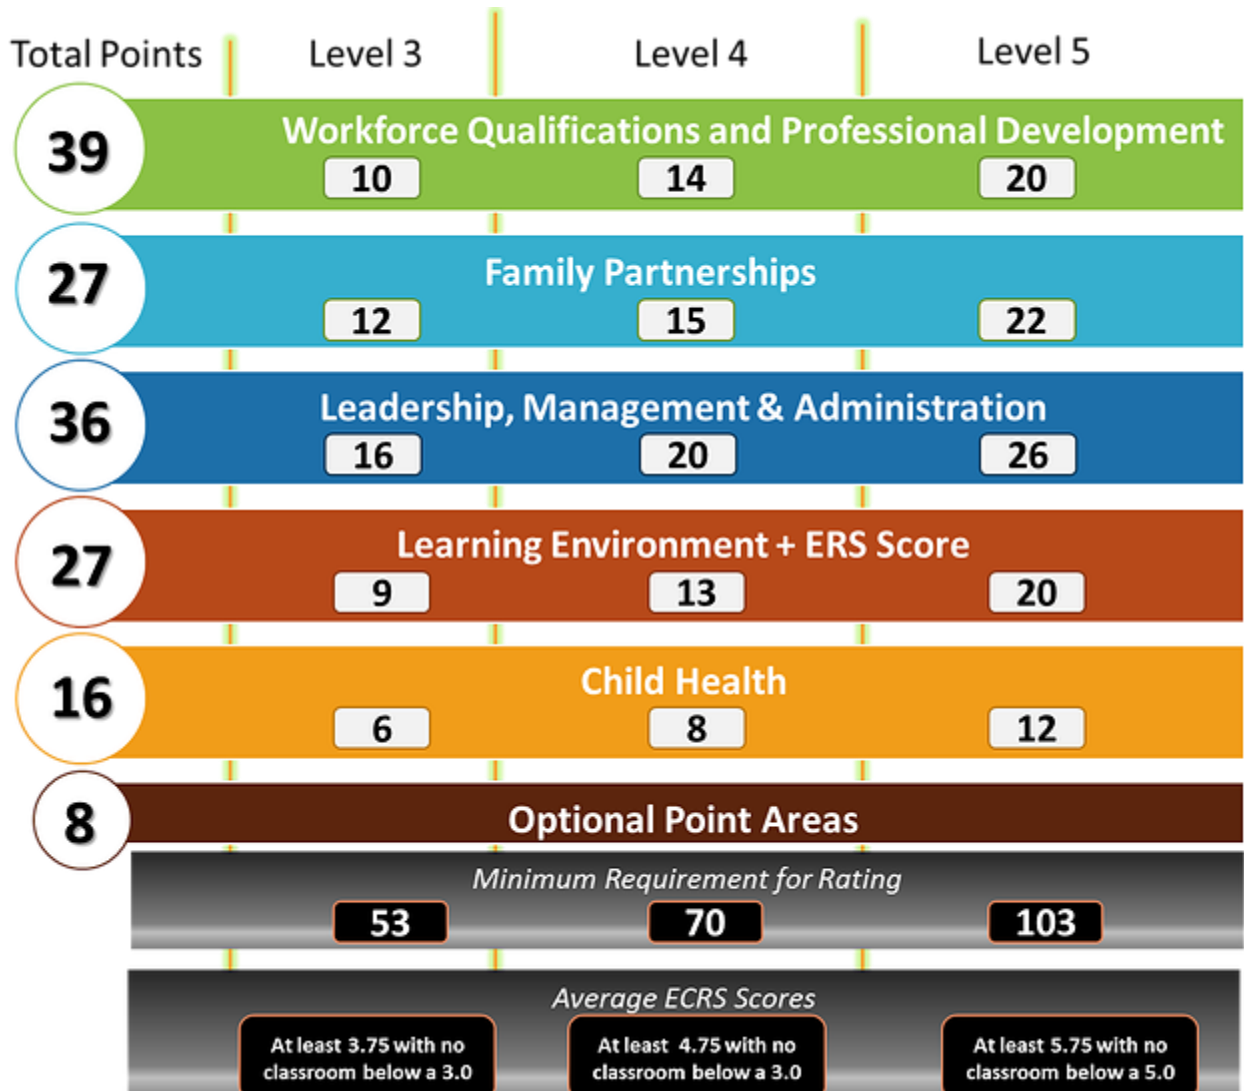 Total Points Level 3 Level 4 Level 5
39 Workforce Qualifications and Professional Development
10 14 20
27 Family Partnerships
12 15 22
36 Leadership, Management & Administration
16 20 26
27 Learning Environment + ERS Score
9 13 20
16 Child Health
6 8 12
8 Optional Point Areas
Minimum Requirement for Rating
53 70 103
Average ECRS Scores
At least 3.75 with no
classroom below a 3.0
At least 4.75 with no
classroom below a 3.0
At least 5.75 with no
classroom below a 5.0